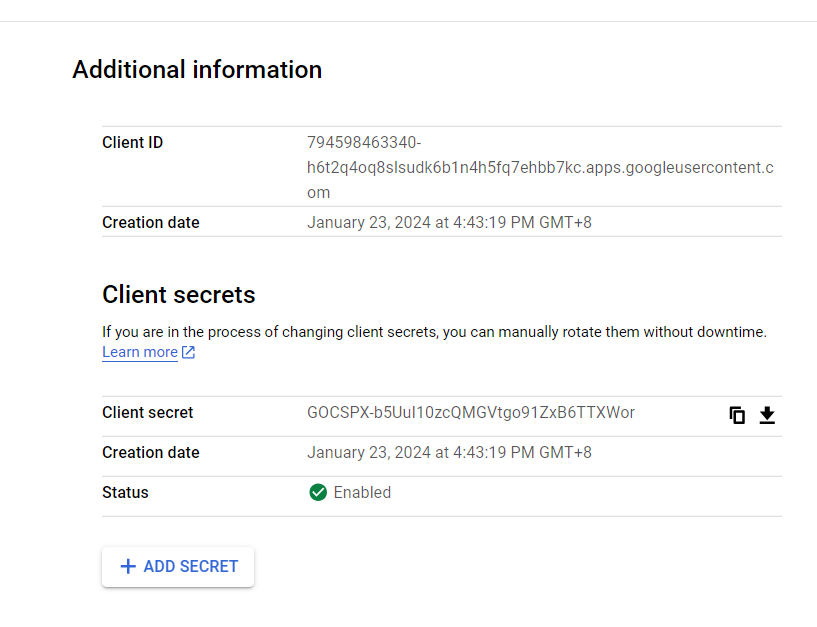 Additional information
Client ID
794598463340-
h6t2q4oq8slsudk6b1n4h5fq7ehbb7kc.apps.googleusercontent.c
om
Creation date
January 23, 2024 at 4:43:19 PM GMT+8
Client secrets
If you are in the process of changing client secrets, you can manually rotate them without downtime.
Learn more
Client secret
Creation date
January 23, 2024 at 4:43:19 PM GMT+8
Status
Enabled
ADD SECRET